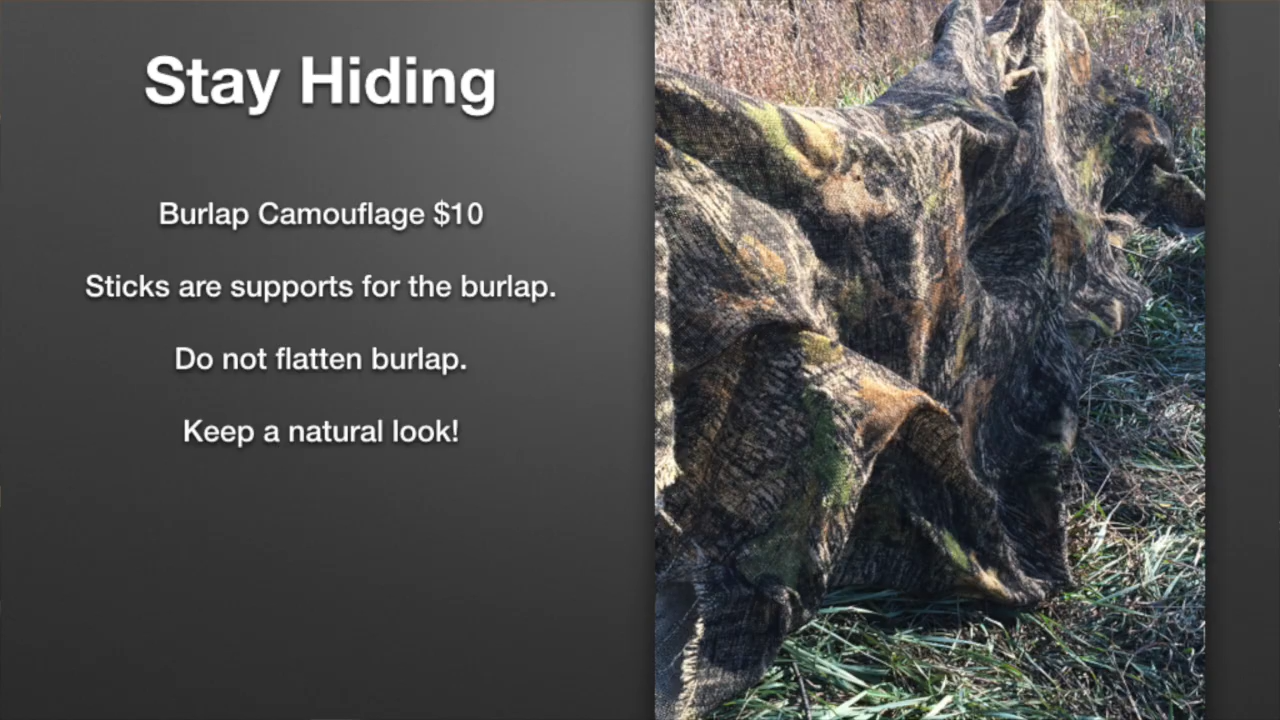 Stay Hiding
Burlap Camouflage $10
Sticks are supports for the burlap.
Do not flatten burlap.
Keep a natural look!